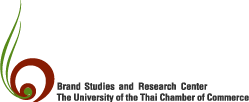 Brand Studies and Research Center
The University of the Thai Chamber of Commerce